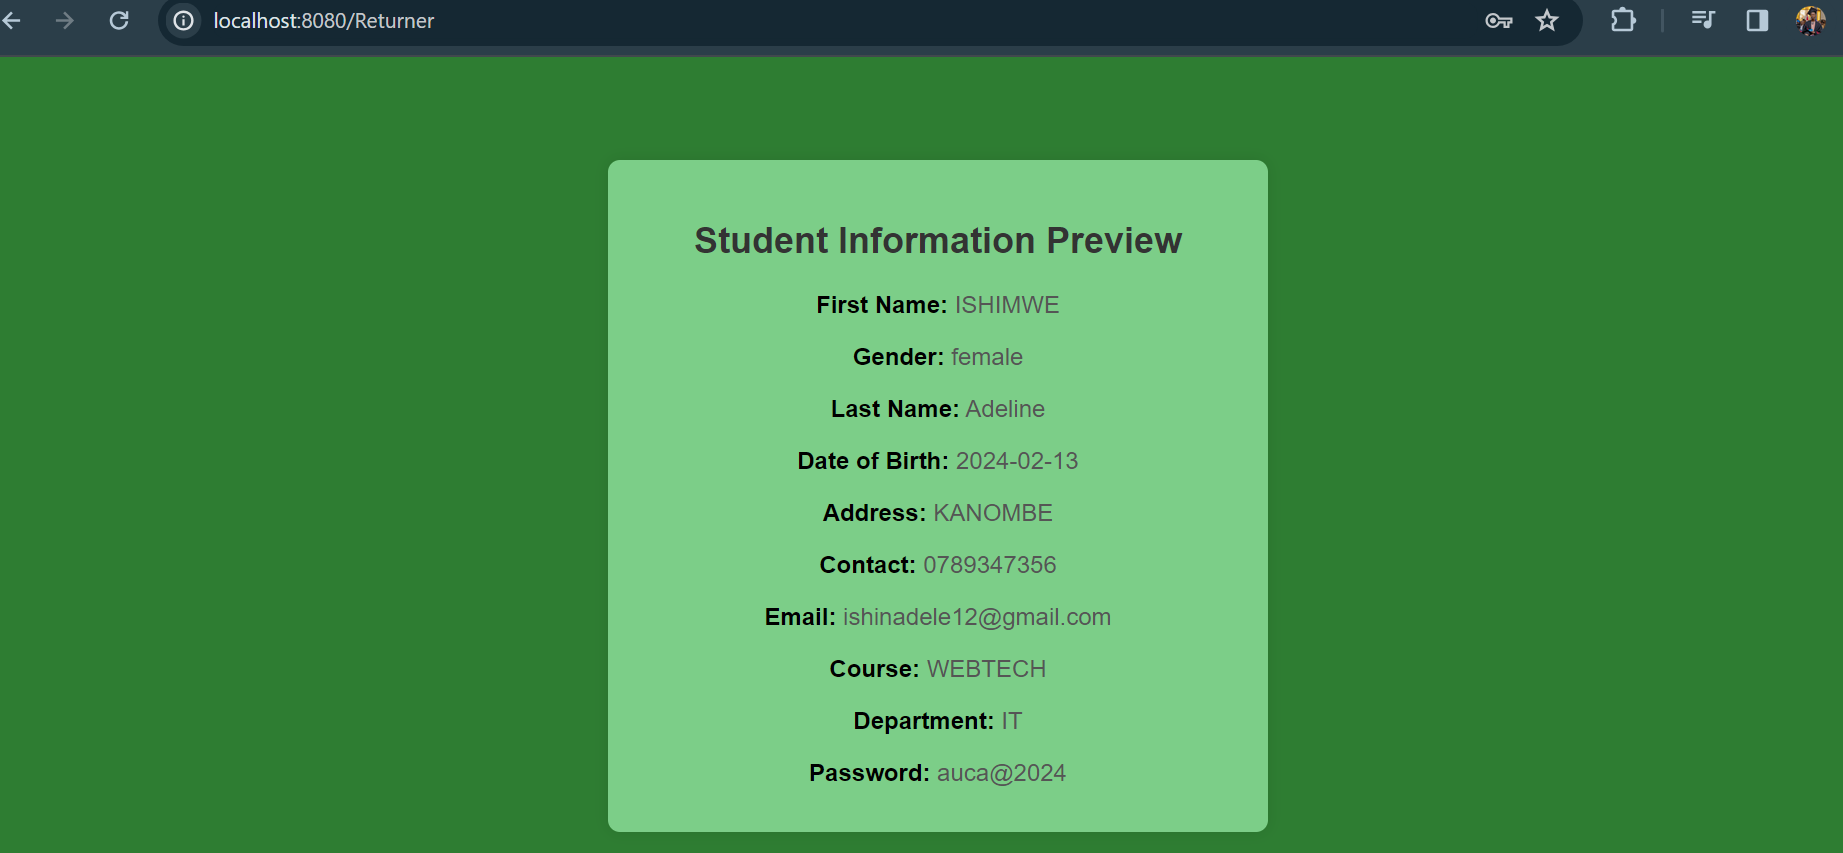 localhost:8080/Returner
Student Information Preview
First Name: ISHIMWE
Gender: female
Last Name: Adeline
Date of Birth: 2024-02-13
Address: KANOMBE
Contact: 0789347356
Email: ishinadele12@gmail.com
Course: WEBTECH
Department: IT
Password: auca@2024